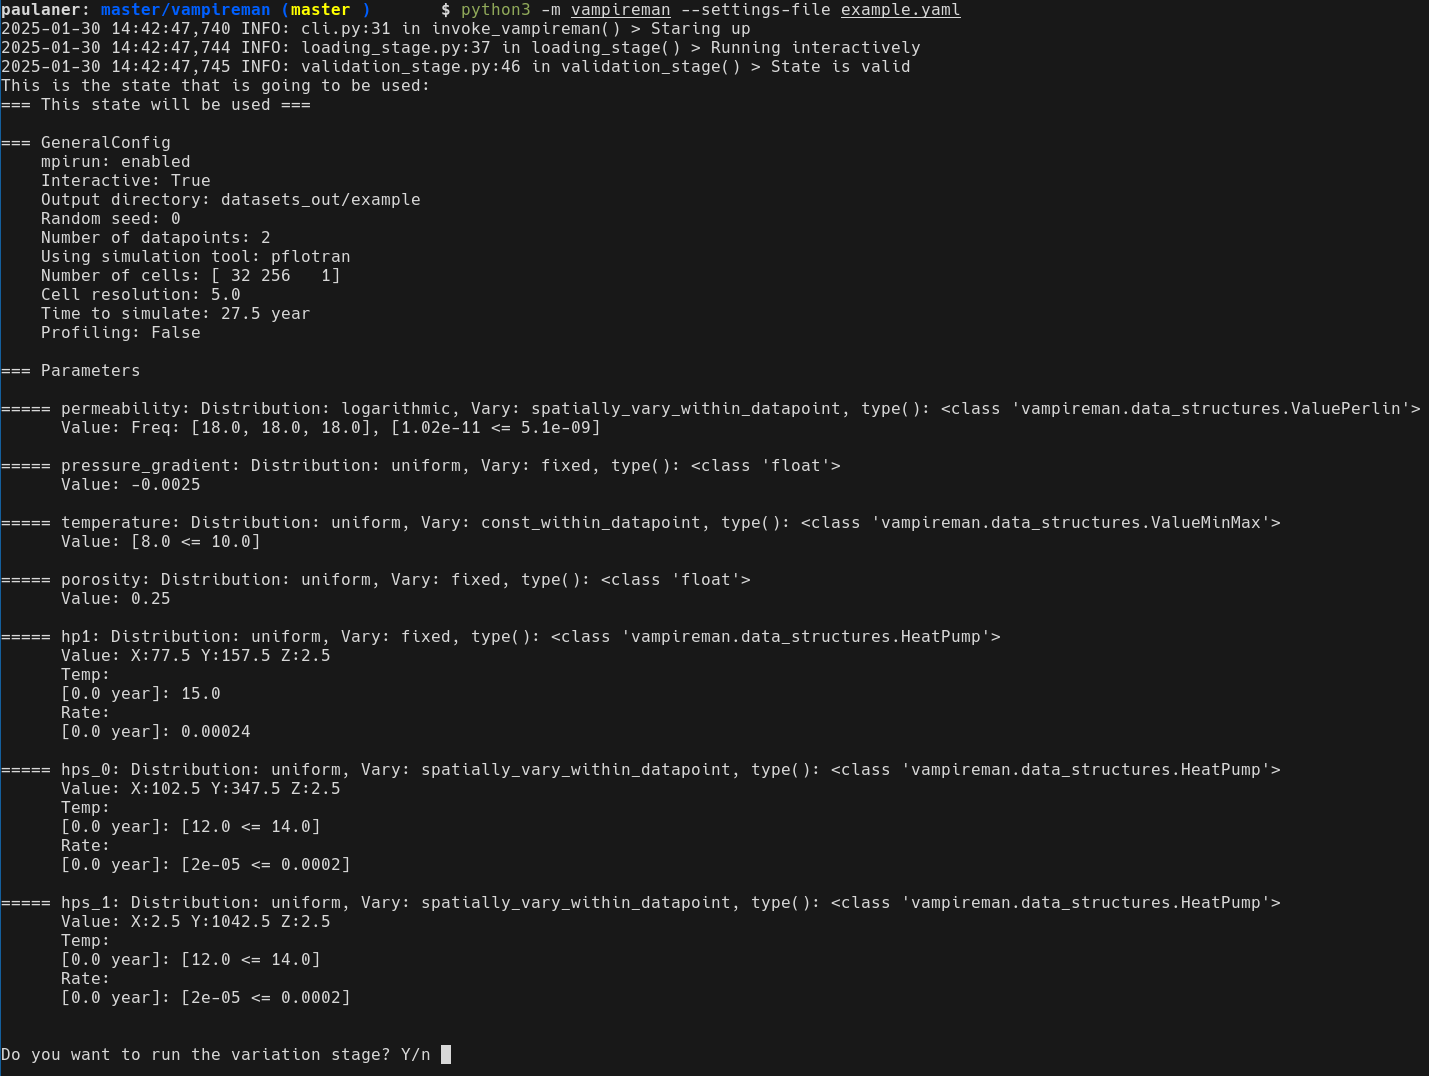 paulaner: master/vampireman (master )       $ python3 -m vampireman --settings-file example.yaml
2025-01-30 14:42:47,740 INFO: cli.py:31 in invoke_vampireman() > Staring up
2025-01-30 14:42:47,744 INFO: loading_stage.py:37 in loading_stage() > Running interactively
2025-01-30 14:42:47,745 INFO: validation_stage.py:46 in validation_stage() > State is valid
This is the state that is going to be used:
=== This state will be used ===

=== GeneralConfig
    mpirun: enabled
    Interactive: True
    Output directory: datasets_out/example
    Random seed: 0
    Number of datapoints: 2
    Using simulation tool: pflotran
    Number of cells: [ 32 256   1]
    Cell resolution: 5.0
    Time to simulate: 27.5 year
    Profiling: False

=== Parameters

===== permeability: Distribution: logarithmic, Vary: spatially_vary_within_datapoint, type(): <class 'vampireman.data_structures.ValuePerlin'>
      Value: Freq: [18.0, 18.0, 18.0], [1.02e-11 <= 5.1e-09]

===== pressure_gradient: Distribution: uniform, Vary: fixed, type(): <class 'float'>
      Value: -0.0025

===== temperature: Distribution: uniform, Vary: const_within_datapoint, type(): <class 'vampireman.data_structures.ValueMinMax'>
      Value: [8.0 <= 10.0]

===== porosity: Distribution: uniform, Vary: fixed, type(): <class 'float'>
      Value: 0.25

===== hp1: Distribution: uniform, Vary: fixed, type(): <class 'vampireman.data_structures.HeatPump'>
      Value: X:77.5 Y:157.5 Z:2.5
      Temp:
      [0.0 year]: 15.0
      Rate:
      [0.0 year]: 0.00024

===== hps_0: Distribution: uniform, Vary: spatially_vary_within_datapoint, type(): <class 'vampireman.data_structures.HeatPump'>
      Value: X:102.5 Y:347.5 Z:2.5
      Temp:
      [0.0 year]: [12.0 <= 14.0]
      Rate:
      [0.0 year]: [2e-05 <= 0.0002]

===== hps_1: Distribution: uniform, Vary: spatially_vary_within_datapoint, type(): <class 'vampireman.data_structures.HeatPump'>
      Value: X:2.5 Y:1042.5 Z:2.5
      Temp:
      [0.0 year]: [12.0 <= 14.0]
      Rate:
      [0.0 year]: [2e-05 <= 0.0002]


Do you want to run the variation stage? Y/n